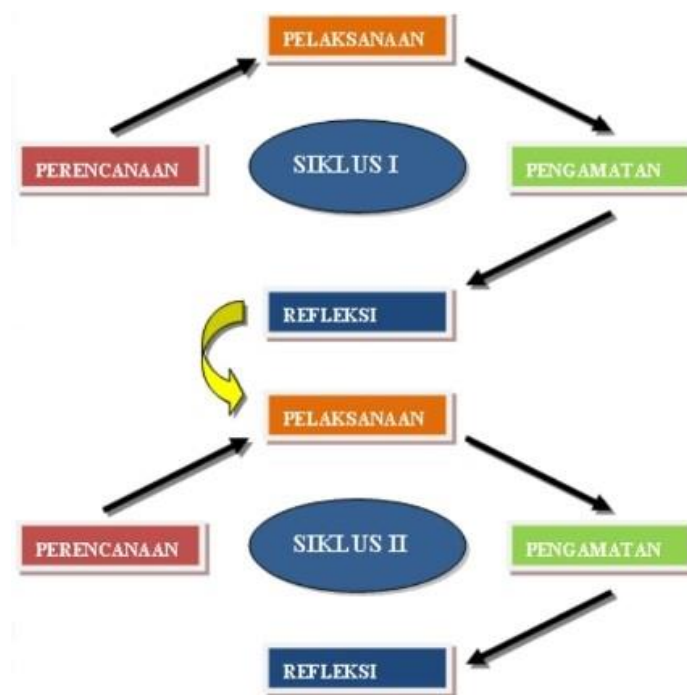 PELAKSANAAN
PERENCANAAN
SIKLUS I
PENGAMATAN
REFLEKSI
PELAKSANAAN
PERENCANAAN
SIKLUS II
PENGAMATAN
REFLEKSI